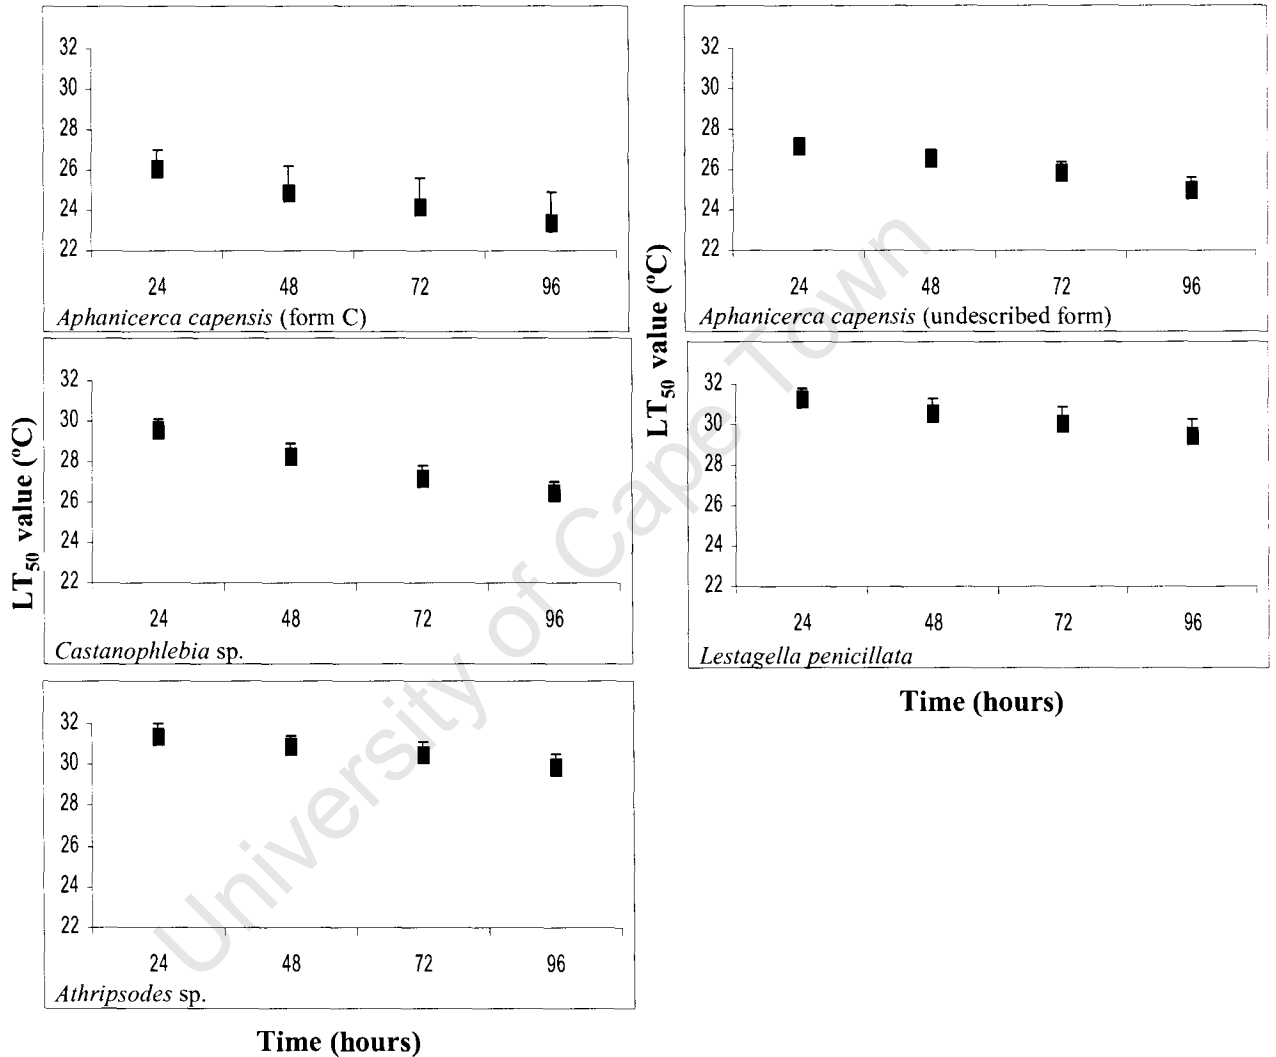 32
30
28
26
24
22
24 48 72 96
Aphanicerca capensis (form C)
32
30
28
26
24
22
24 48 72 96
Aphanicerca capensis (undescribed form)
LT50 value (ºC)
32
30
28
26
24
22
24 48 72 96
Castanophlebia sp.
LT50 value (ºC)
32
30
28
26
24
22
24 48 72 96
Lestagella penicillata
Time (hours)
32
30
28
26
24
22
24 48 72 96
Athripsodes sp.
Time (hours)
University of Cape Town